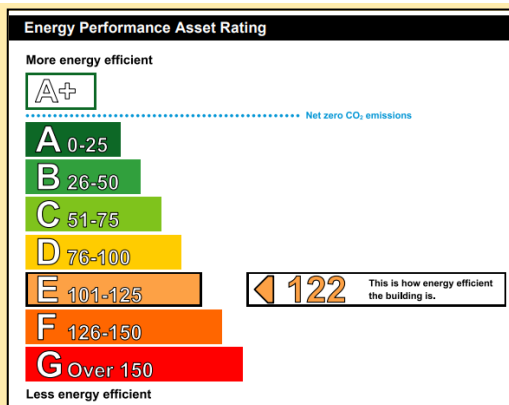 Energy Performance Asset Rating
More energy efficient
A+
Net zero CO₂ emissions
A 0-25
B 26-50
C 51-75
D 76-100
E 101-125
122
This is how energy efficient
the building is.
F 126-150
G Over 150
Less energy efficient